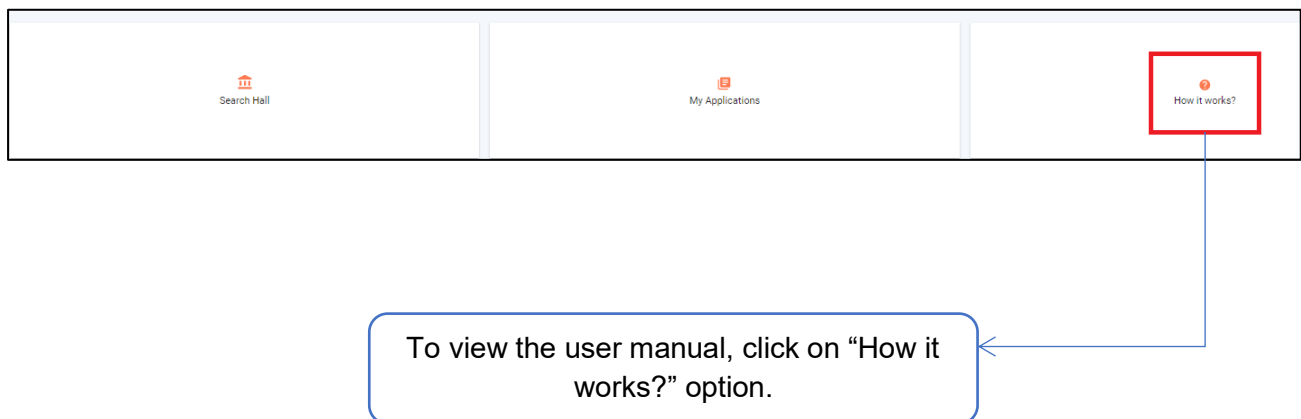 Search Hall
My Applications
How it works?
To view the user manual, click on “How it
works?” option.